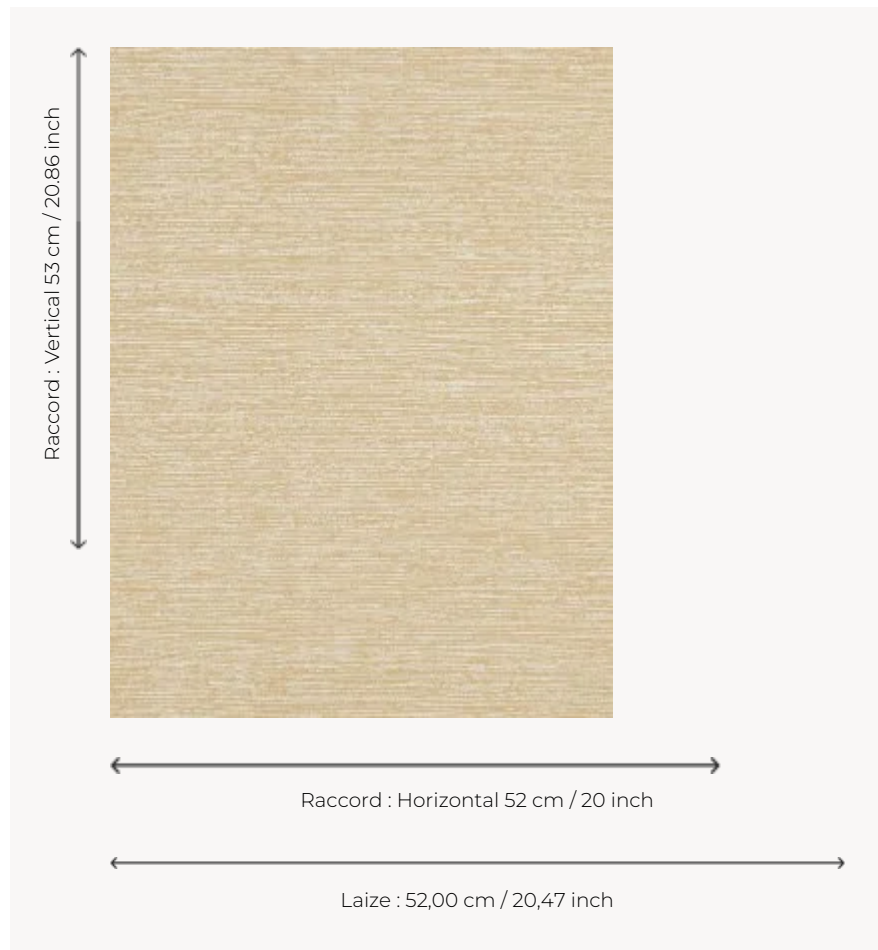 Raccord : Vertical 53 cm / 20.86 inch
Raccord : Horizontal 52 cm / 20 inch
Laize : 52,00 cm / 20,47 inch